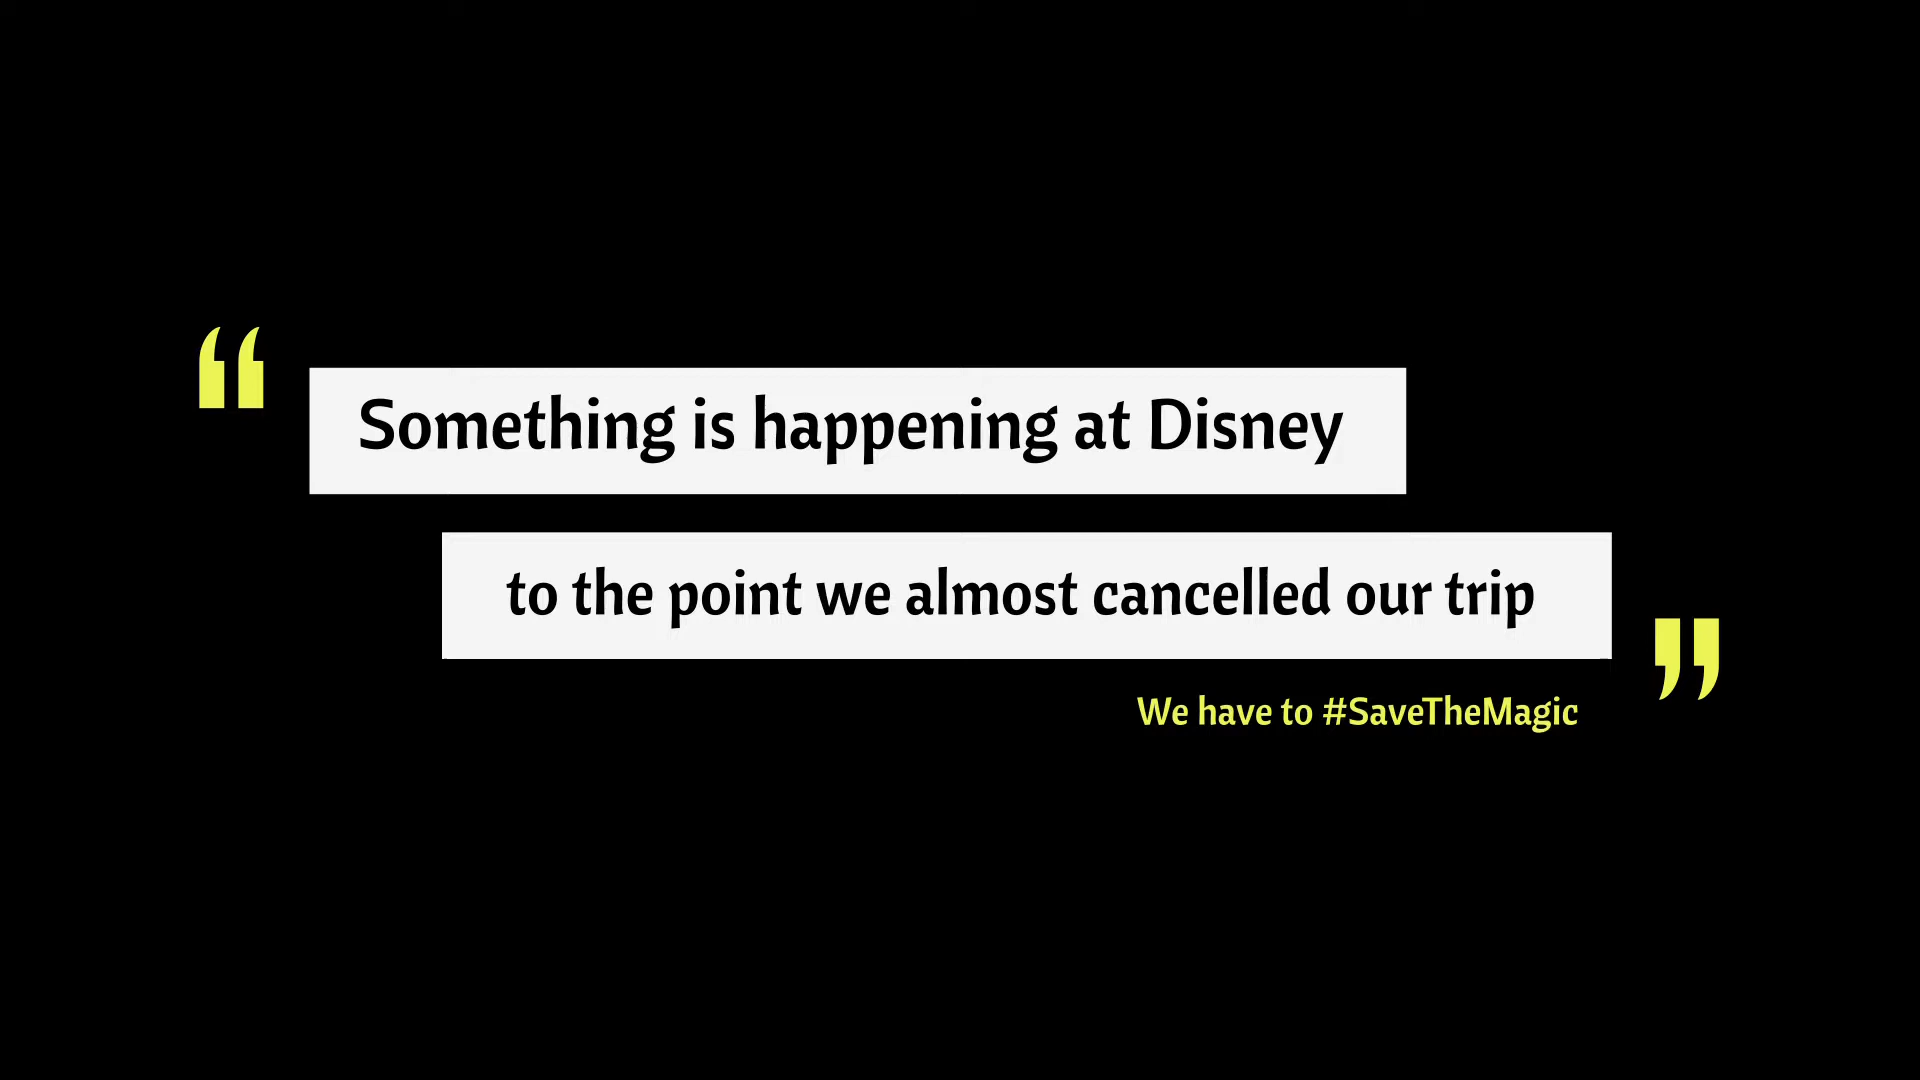 “
Something is happening at Disney
to the point we almost cancelled our trip
”
We have to #SaveTheMagic